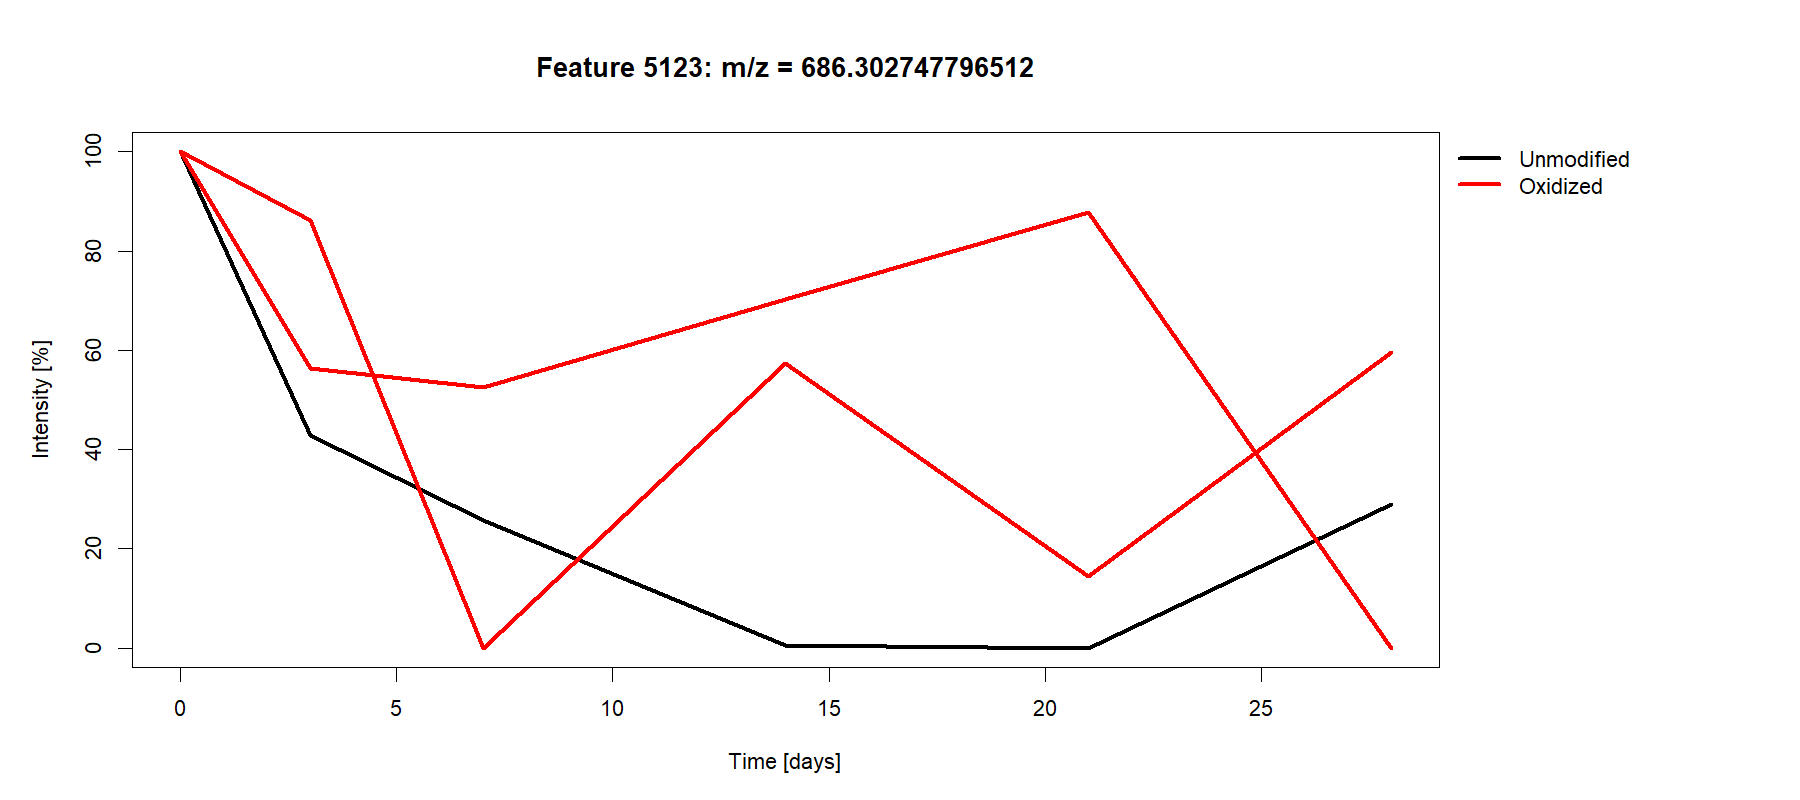 Feature 5123: m/z = 686.302747796512
Unmodified
Oxidized
Intensity [%]
100
80
60
40
20
0
0 5 10 15 20 25
Time [days]